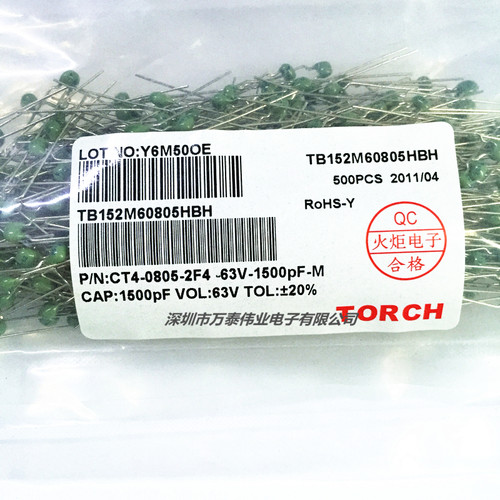 LOT NO:Y6M50OE
TB152M60805HBH
500PCS 2011/04
TB152M60805HBH
RoHS-Y
QC
火炬电子
合格
P/N:CT4-0805-2F4 -63V-1500pF-M
CAP:1500pF VOL:63V TOL:±20%
深圳市万泰伟业电子有限公司
TORCH